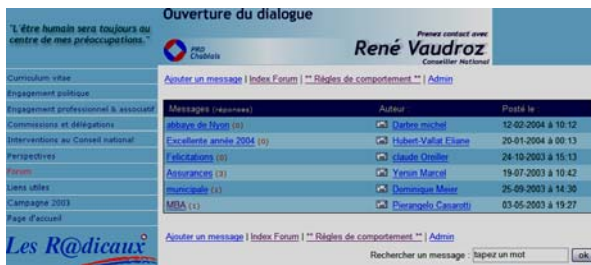 "L'être humain sera toujours au
centre de mes préoccupations."
Ouverture du dialogue
PRD
Chablais
Prenez contact avec
René Vaudroz
Conseiller National
Curriculum vitae
Engagement politique
Engagement professionnel & associatif
Commissions et délégations
Interventions au Conseil national
Perspectives
Forum
Liens utiles
Campagne 2003
Page d'accueil
Les R@dicaux
Ajouter un message | Index Forum | ** Règles de comportement ** | Admin
Messages (réponses) Auteur : Posté le :
abbaye de Nyon (0) Darbre michel 12-02-2004 à 10:12
Excellente année 2004 (0) Hubert-Vallat Eliane 20-01-2004 à 00:13
Felicitations (0) claude Oreiller 24-10-2003 à 15:13
Assurances (3) Yersin Marcel 19-07-2003 à 10:42
municipale (1) Dominique Meier 25-09-2003 à 14:30
MBA (1) Pierangelo Casarotti 03-05-2003 à 19:27
Ajouter un message | Index Forum | ** Règles de comportement ** | Admin
Rechercher un message : tapez un mot ok